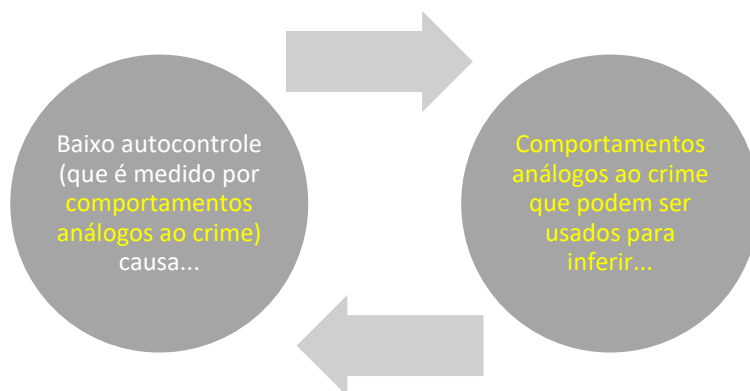 Baixo autocontrole
(que é medido por
comportamentos
análogos ao crime)
causa...
Comportamentos
análogos ao crime
que podem ser
usados para
inferir...